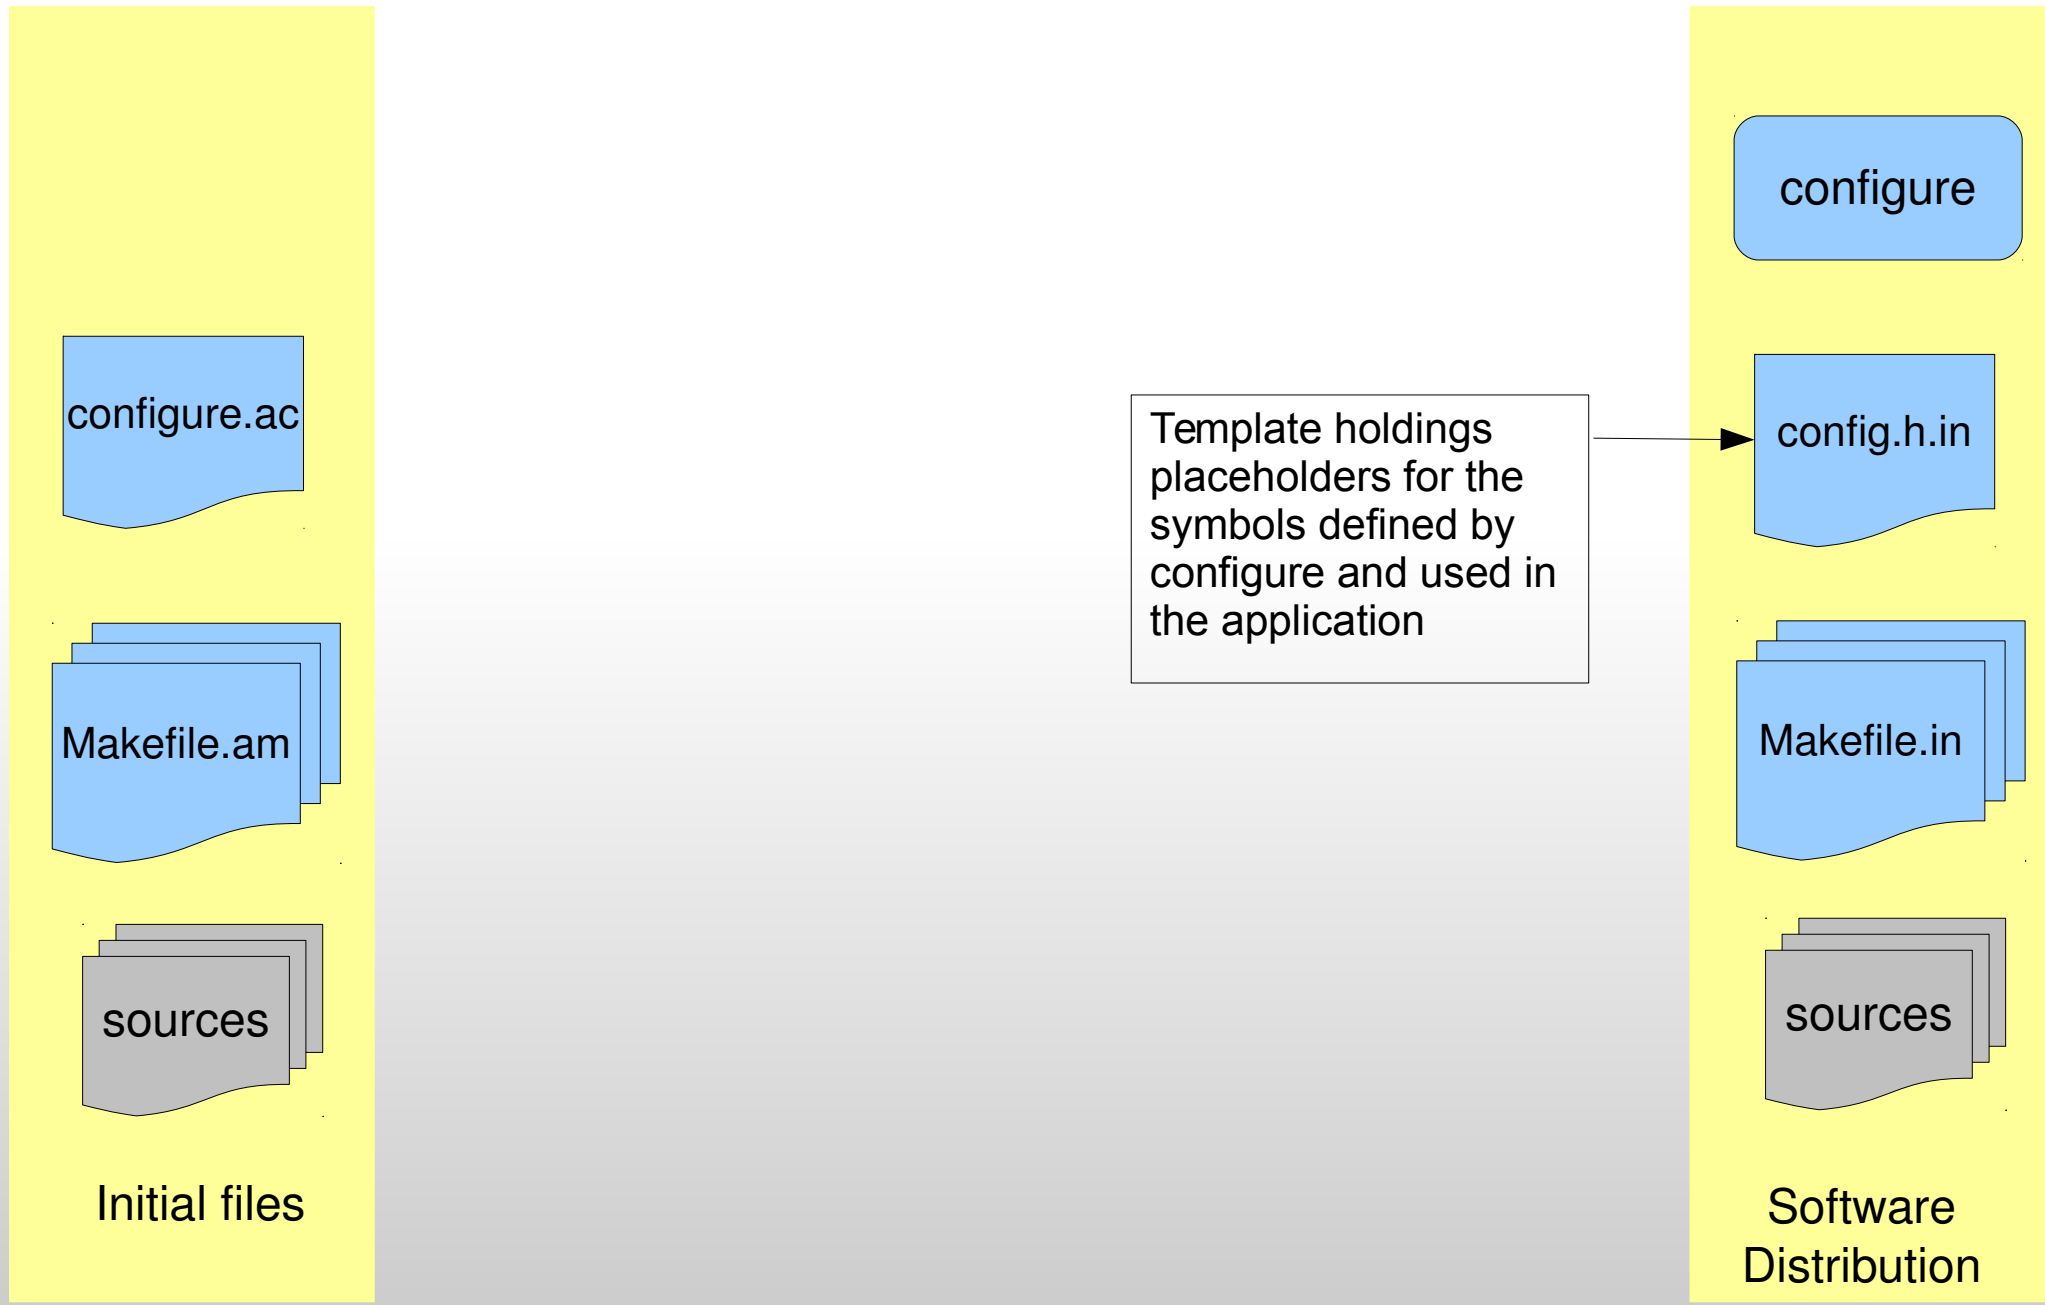 configure.ac
Makefile.am
sources
Initial files
Template holdings
placeholders for the
symbols defined by
configure and used in
the application
configure
config.h.in
Makefile.in
sources
Software
Distribution